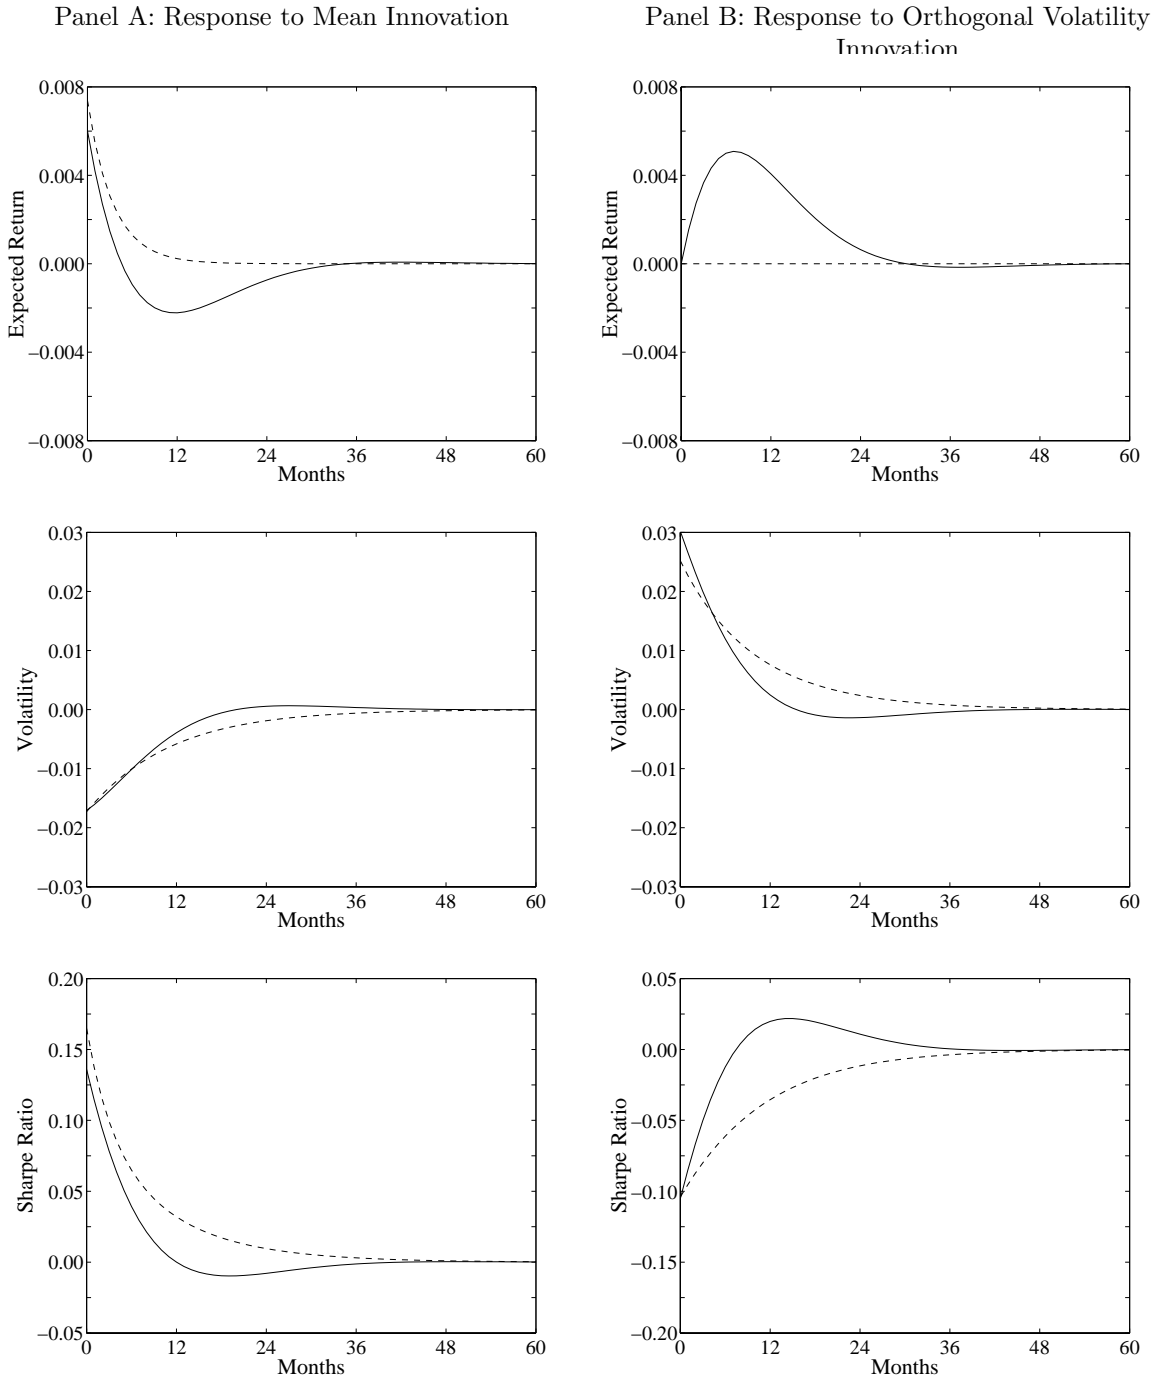 Panel A: Response to Mean Innovation
Panel B: Response to Orthogonal Volatility
Innovation
0.008
0.004
0.000
−0.004
−0.008
Expected Return
0 12 24 36 48 60
Months
0.008
0.004
0.000
−0.004
−0.008
Expected Return
0 12 24 36 48 60
Months
0.03
0.02
0.01
0.00
−0.01
−0.02
−0.03
Volatility
0 12 24 36 48 60
Months
0.03
0.02
0.01
0.00
−0.01
−0.02
−0.03
Volatility
0 12 24 36 48 60
Months
0.20
0.15
0.10
0.05
0.00
−0.05
Sharpe Ratio
0 12 24 36 48 60
Months
0.05
0.00
−0.05
−0.10
−0.15
−0.20
Sharpe Ratio
0 12 24 36 48 60
Months